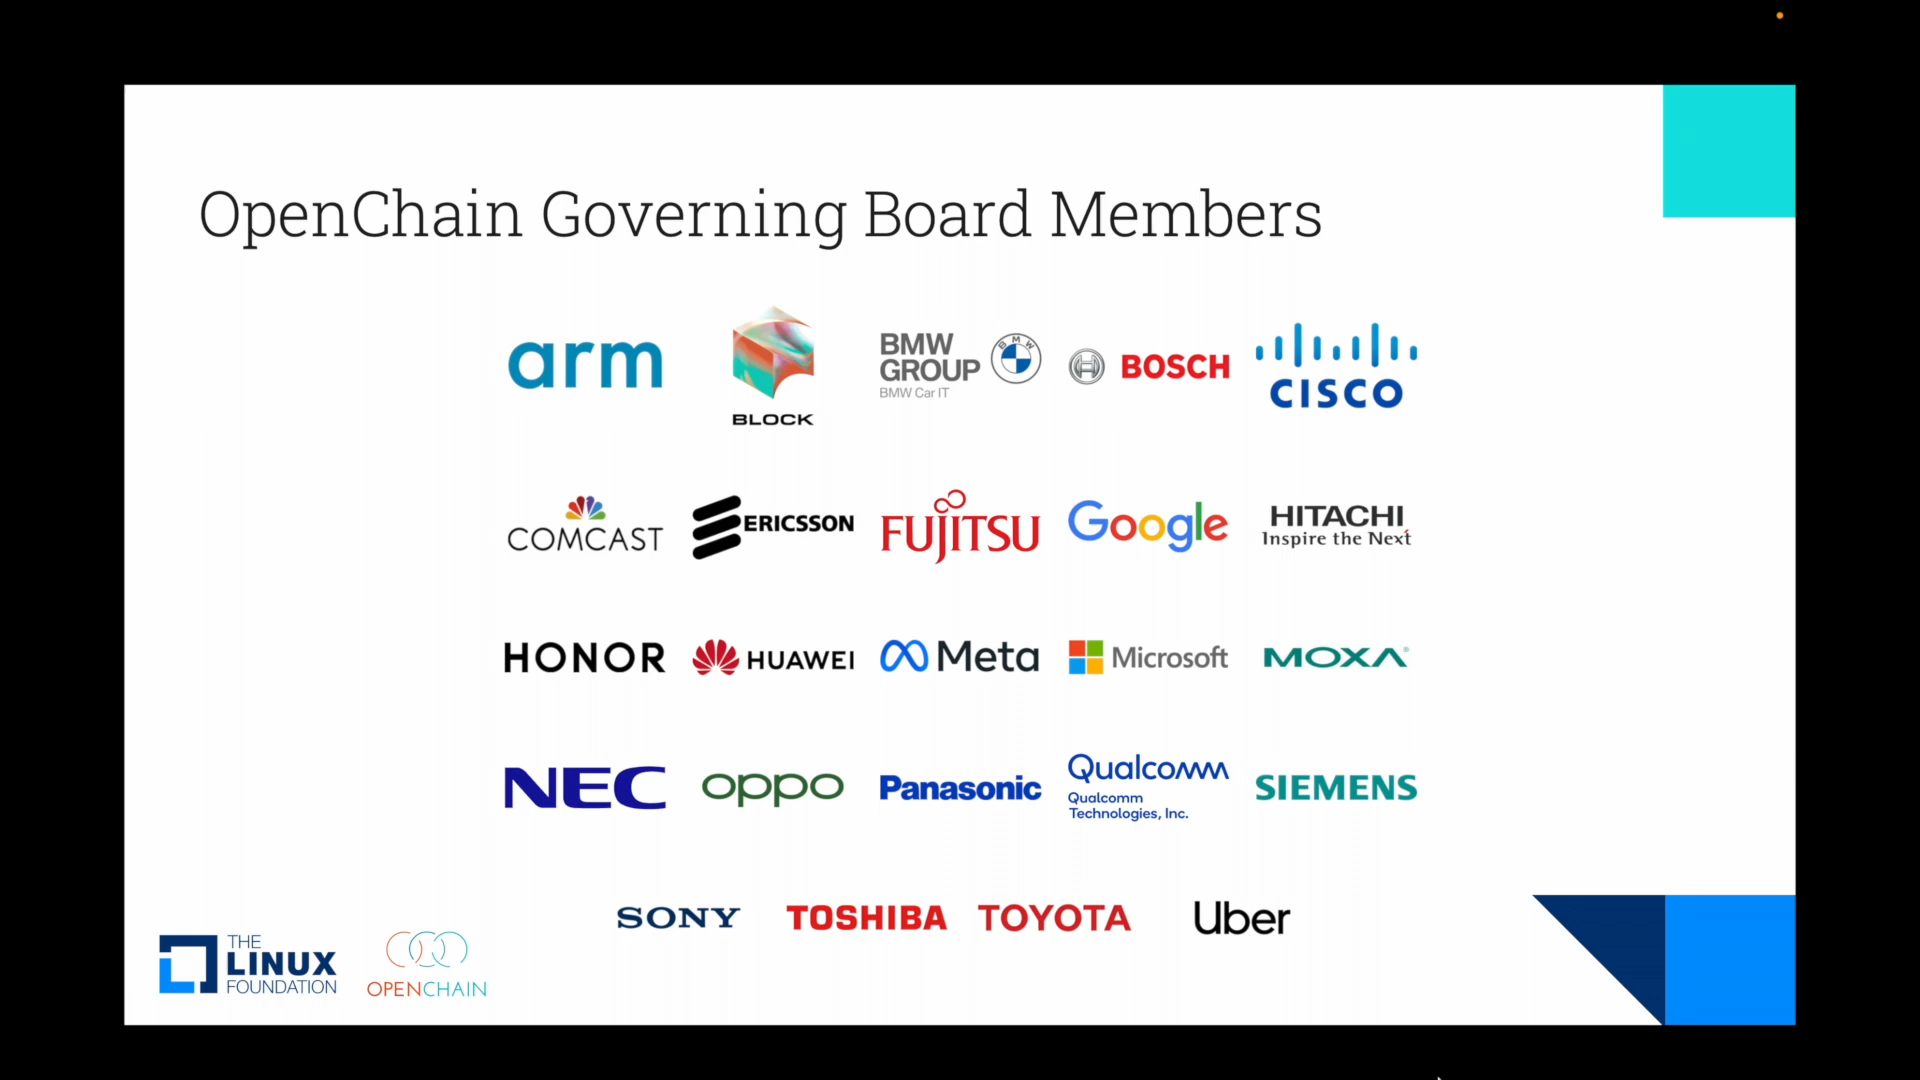 OpenChain Governing Board Members
arm
BLOCK
BMW
GROUP
BMW Car IT
BMW
BOSCH
CISCO
COMCAST
ERICSSON
FUJITSU
Google
HITACHI
Inspire the Next
HONOR
HUAWEI
Meta
Microsoft
MOXA®
NEC
oppo
Panasonic
Qualcomm
Qualcomm
Technologies, Inc.
SIEMENS
SONY
TOSHIBA
TOYOTA
Uber
THE
LINUX
FOUNDATION
OPENCHAIN